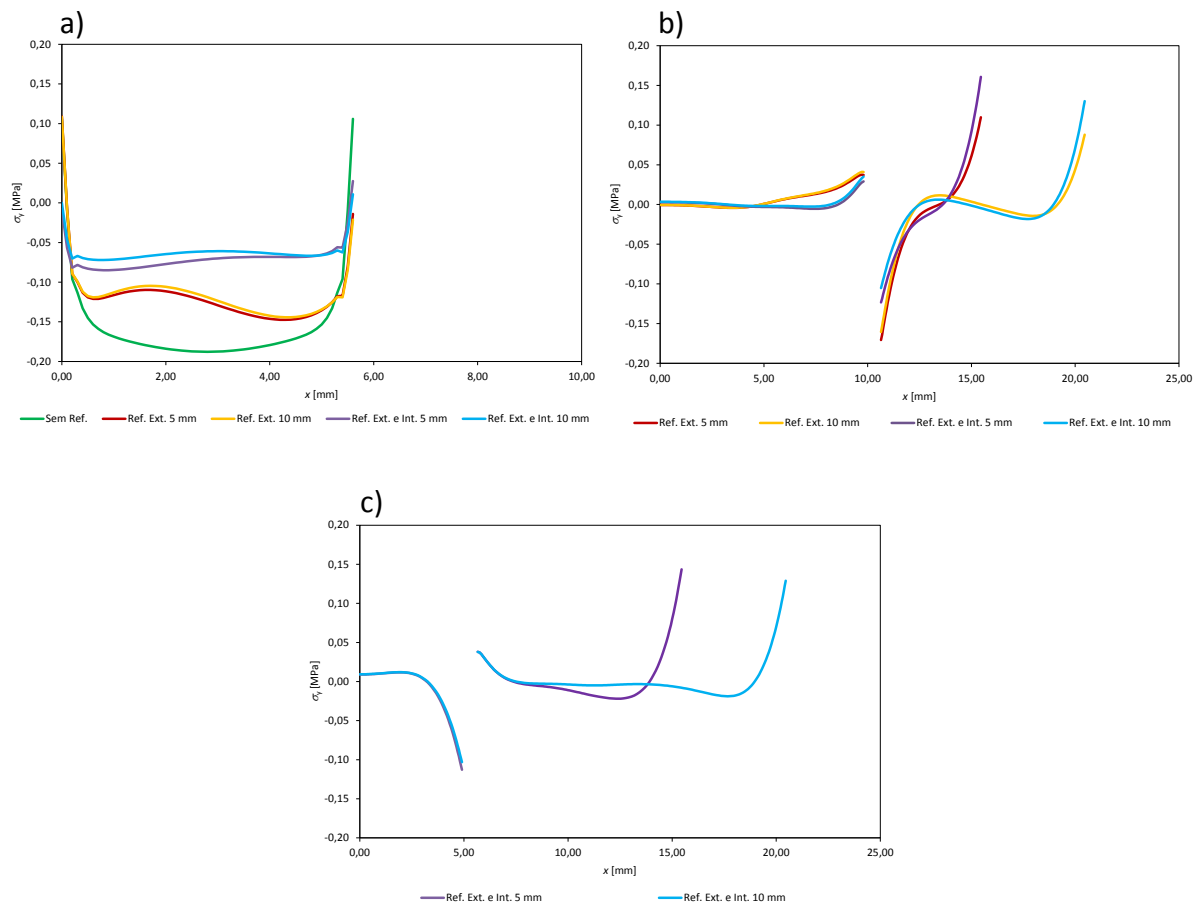 a)
0,20
0,15
0,10
0,05
0,00
-0,05
-0,10
-0,15
-0,20
σy [MPa]
0,00 2,00 4,00 6,00 8,00 10,00
x [mm]
Sem Ref. Ref. Ext. 5 mm Ref. Ext. 10 mm Ref. Ext. e Int. 5 mm Ref. Ext. e Int. 10 mm
b)
0,20
0,15
0,10
0,05
0,00
-0,05
-0,10
-0,15
-0,20
σy [MPa]
0,00 5,00 10,00 15,00 20,00 25,00
x [mm]
Ref. Ext. 5 mm Ref. Ext. 10 mm Ref. Ext. e Int. 5 mm Ref. Ext. e Int. 10 mm
c)
0,20
0,15
0,10
0,05
0,00
-0,05
-0,10
-0,15
-0,20
σy [MPa]
0,00 5,00 10,00 15,00 20,00 25,00
x [mm]
Ref. Ext. e Int. 5 mm Ref. Ext. e Int. 10 mm